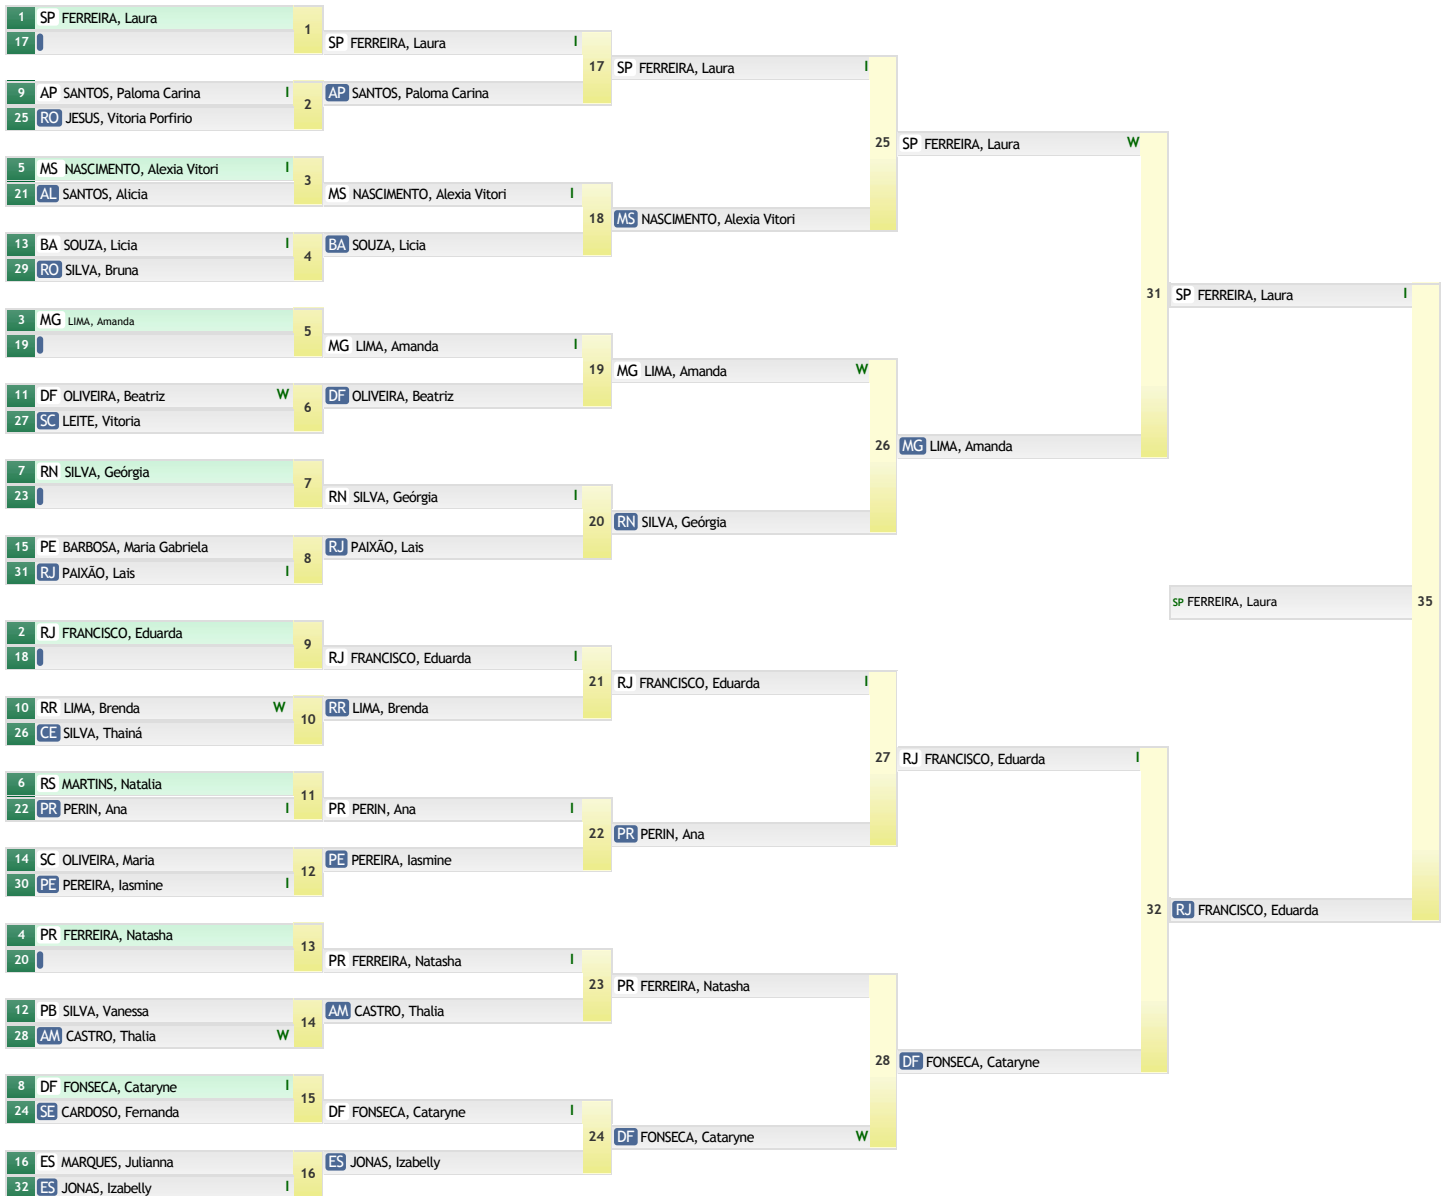 1 SP FERREIRA, Laura
17
1
SP FERREIRA, Laura I
9 AP SANTOS, Paloma Carina I
25 RO JESUS, Vitoria Porfirio
2
AP SANTOS, Paloma Carina
17
SP FERREIRA, Laura I
5 MS NASCIMENTO, Alexia Vitori I
21 AL SANTOS, Alicia
3
MS NASCIMENTO, Alexia Vitori I
13 BA SOUZA, Licia I
29 RO SILVA, Bruna
4
BA SOUZA, Licia
18
MS NASCIMENTO, Alexia Vitori
25
SP FERREIRA, Laura W
3 MG LIMA, Amanda
19
5
MG LIMA, Amanda I
11 DF OLIVEIRA, Beatriz W
27 SC LEITE, Vitoria
6
DF OLIVEIRA, Beatriz
19
MG LIMA, Amanda W
7 RN SILVA, Geórgia
23
7
RN SILVA, Geórgia I
15 PE BARBOSA, Maria Gabriela
31 RJ PAIXÃO, Lais I
8
RJ PAIXÃO, Lais
20
RN SILVA, Geórgia
26
MG LIMA, Amanda
31
SP FERREIRA, Laura I
2 RJ FRANCISCO, Eduarda
18
9
RJ FRANCISCO, Eduarda I
10 RR LIMA, Brenda W
26 CE SILVA, Thainá
10
RR LIMA, Brenda
21
RJ FRANCISCO, Eduarda I
6 RS MARTINS, Natalia
22 PR PERIN, Ana I
11
PR PERIN, Ana I
14 SC OLIVEIRA, Maria
30 PE PEREIRA, Iasmine I
12
PE PEREIRA, Iasmine
22
PR PERIN, Ana
27
RJ FRANCISCO, Eduarda I
4 PR FERREIRA, Natasha
20
13
PR FERREIRA, Natasha I
12 PB SILVA, Vanessa
28 AM CASTRO, Thalia W
14
AM CASTRO, Thalia
23
PR FERREIRA, Natasha
8 DF FONSECA, Cataryne I
24 SE CARDOSO, Fernanda
15
DF FONSECA, Cataryne I
16 ES MARQUES, Julianna
32 ES JONAS, Izabelly I
16
ES JONAS, Izabelly
24
DF FONSECA, Cataryne W
28
DF FONSECA, Cataryne
32
RJ FRANCISCO, Eduarda
SP FERREIRA, Laura
35